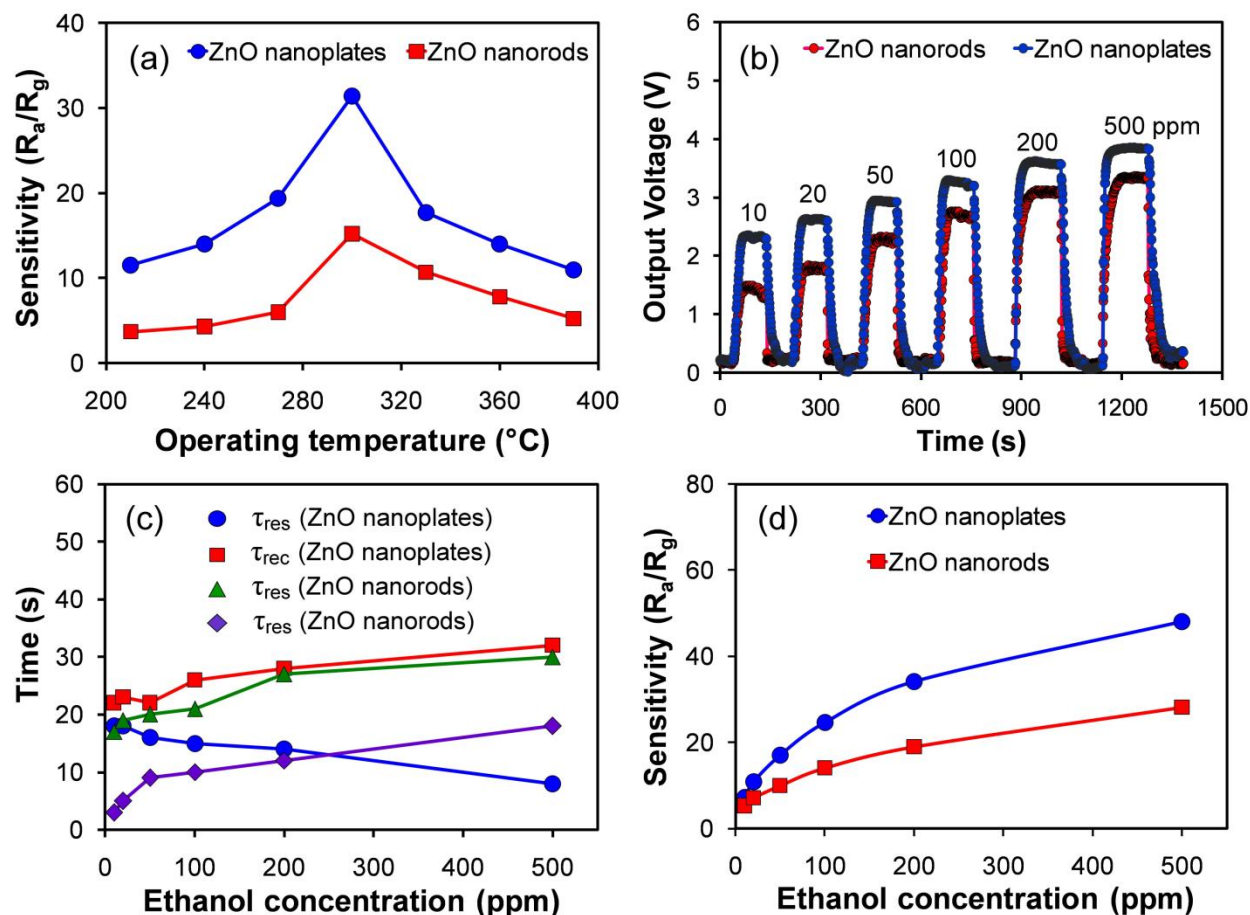 (a)
ZnO nanoplates ZnO nanorods
40
30
20
10
0
200 240 280 320 360 400
Sensitivity (Ra/Rg)
Operating temperature (°C)
(b)
ZnO nanorods ZnO nanoplates
6
5
4
3
2
1
0
10 20 50 100 200 500 ppm
0 300 600 900 1200 1500
Output Voltage (V)
Time (s)
(c)
τres (ZnO nanoplates)
τrec (ZnO nanoplates)
τres (ZnO nanorods)
τres (ZnO nanorods)
60
50
40
30
20
10
0
0 100 200 300 400 500
Time (s)
Ethanol concentration (ppm)
(d)
ZnO nanoplates
ZnO nanorods
80
60
40
20
0
0 100 200 300 400 500
Sensitivity (Ra/Rg)
Ethanol concentration (ppm)